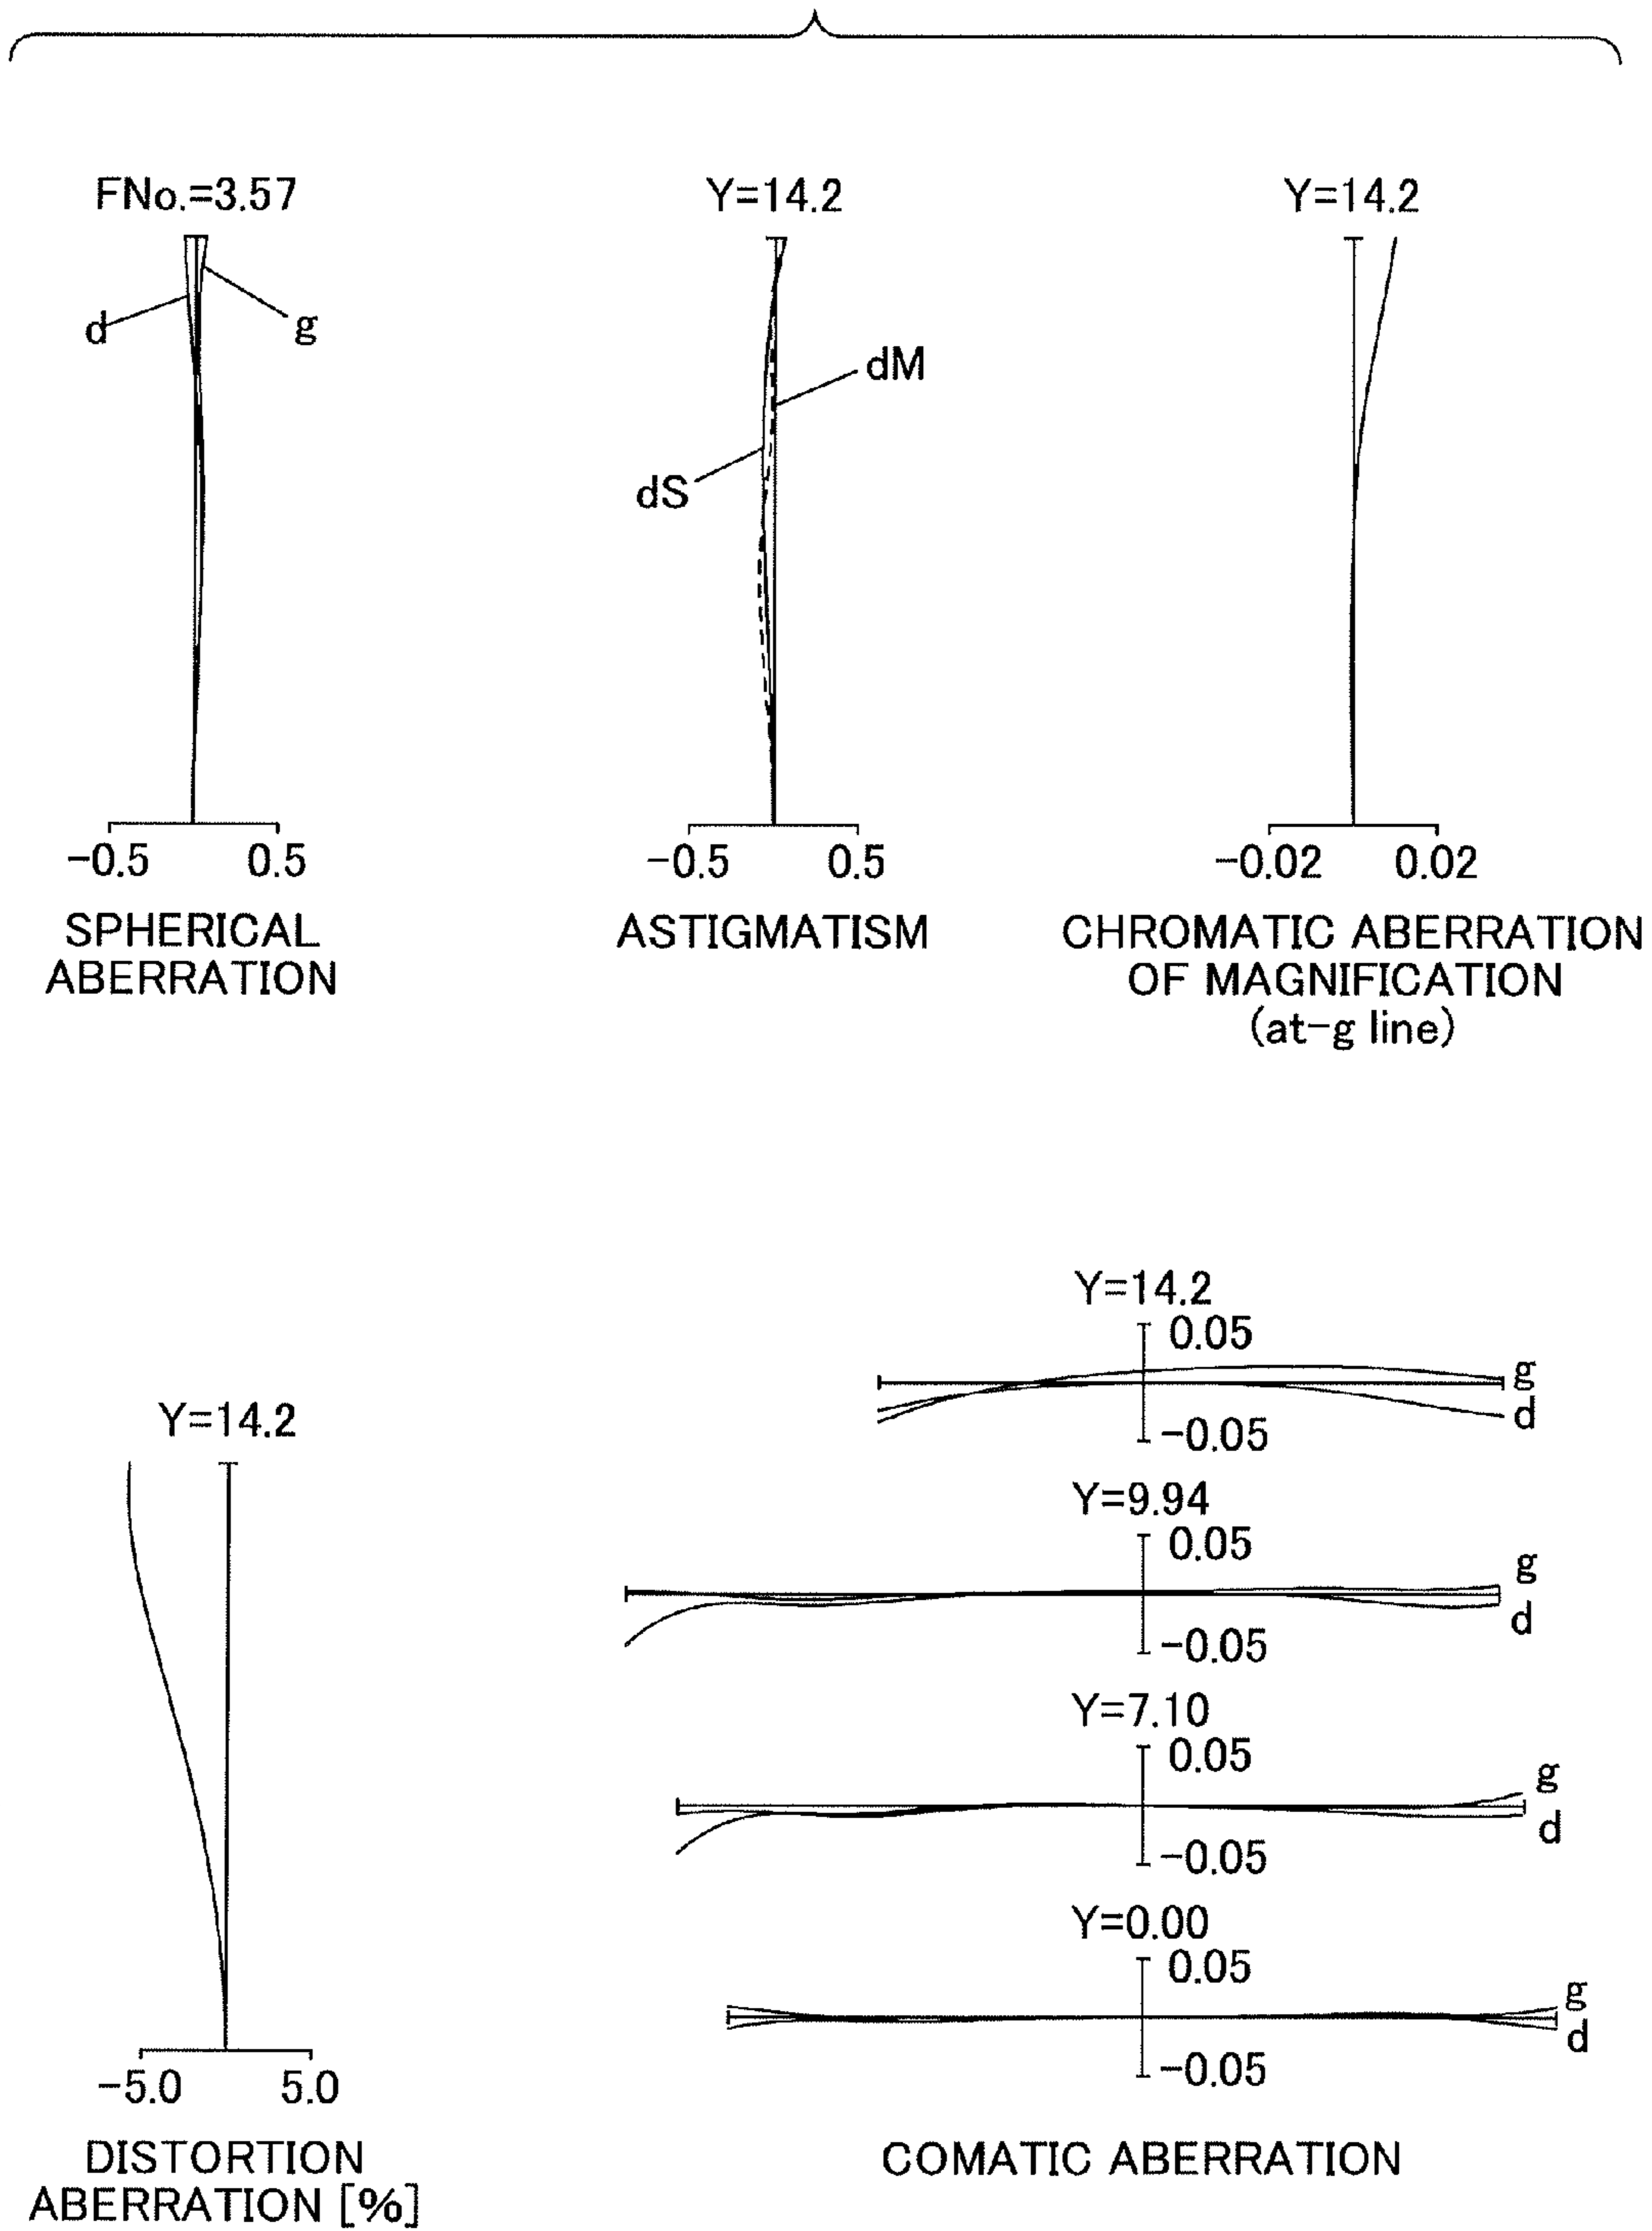 FNo.=3.57
d
g
-0.5
0.5
SPHERICAL
ABERRATION
Y=14.2
dM
dS
-0.5
0.5
ASTIGMATISM
Y=14.2
-0.02
0.02
CHROMATIC ABERRATION
OF MAGNIFICATION
(at-g line)
Y=14.2
-5.0
5.0
DISTORTION
ABERRATION [%]
Y=14.2
0.05
g
d
-0.05
Y=9.94
0.05
g
d
-0.05
Y=7.10
0.05
g
d
-0.05
Y=0.00
0.05
g
d
-0.05
COMATIC ABERRATION